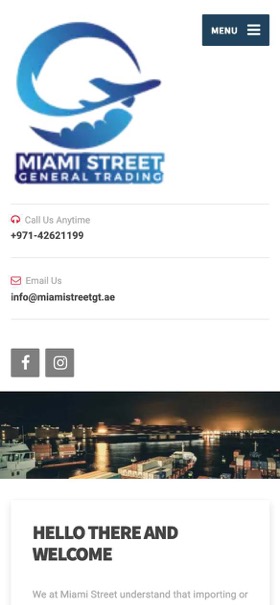 MENU
MIAMI STREET
GENERAL TRADING
Call Us Anytime
+971-42621199
Email Us
info@miamistreetgt.ae
HELLO THERE AND
WELCOME
We at Miami Street understand that importing or